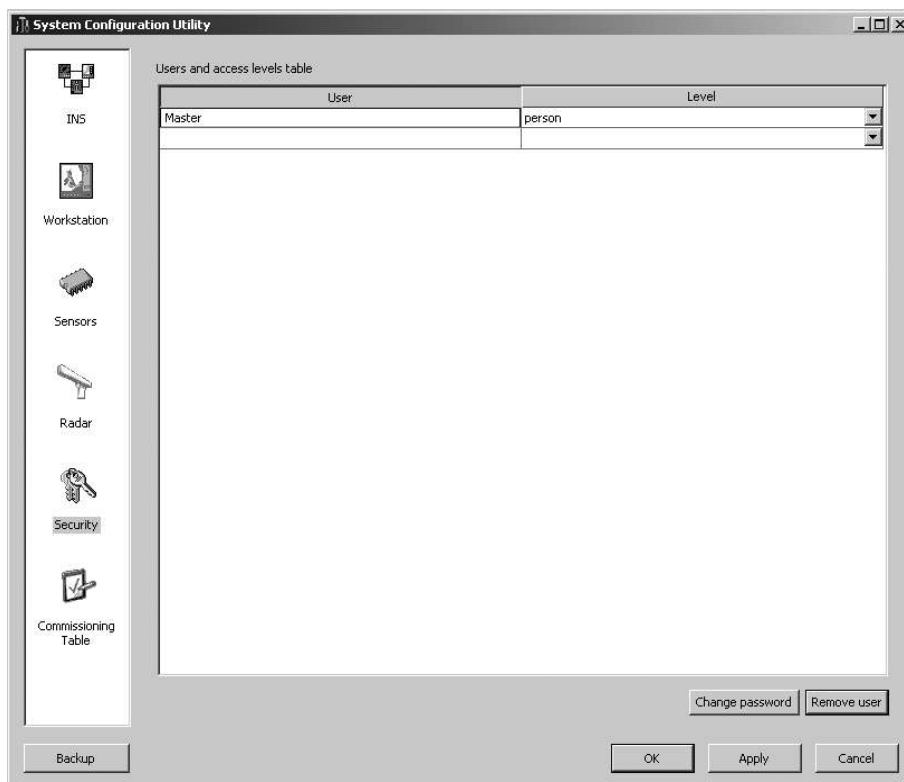 System Configuration Utility
INS
Workstation
Sensors
Radar
Security
Commissioning
Table
Backup
Users and access levels table
User Level
Master person
Change password Remove user
OK Apply Cancel